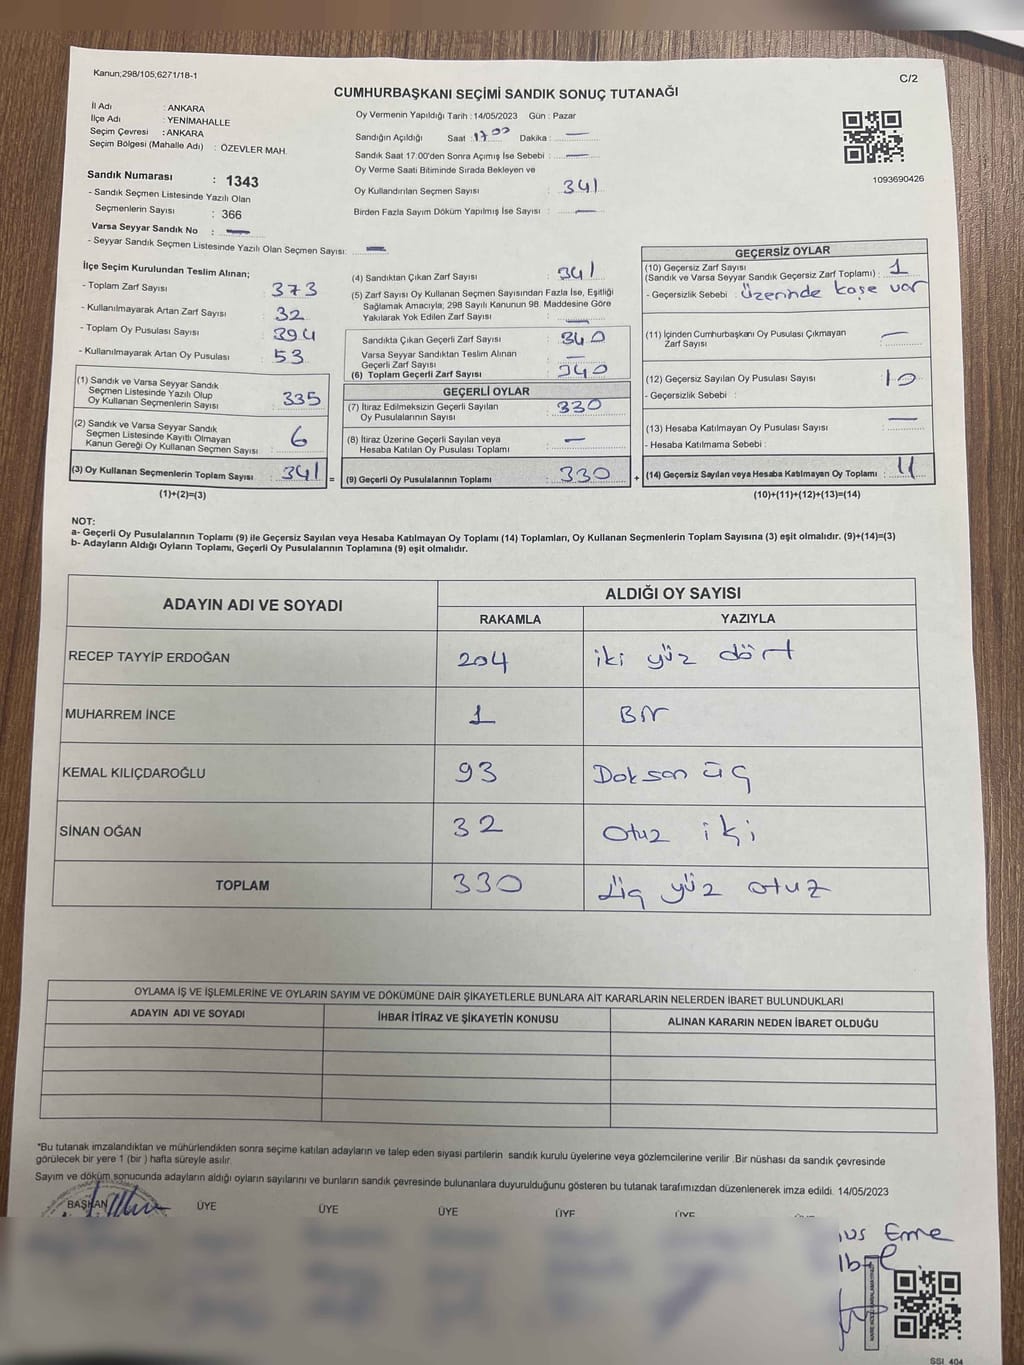 Kanun;298/105,6271/18-1
C/2
CUMHURBAŞKANI SEÇİMİ SANDIK SONUÇ TUTANAĞI
İl Adı : ANKARA
İlçe Adı : YENİMAHALLE
Seçim Çevresi : ANKARA
Seçim Bölgesi (Mahalle Adı) : ÖZEVLER MAH.
Sandık Numarası : 1343
- Sandık Seçmen Listesinde Yazılı Olan
Seçmenlerin Sayısı : 366
Varsa Seyyar Sandık No : —
- Seyyar Sandık Seçmen Listesinde Yazılı Olan Seçmen Sayısı: —
Oy Vermenin Yapıldığı Tarih : 14/05/2023 Gün : Pazar
Sandığın Açıldığı Saat : 17 00 Dakika : —
Sandık Saat 17:00'den Sonra Açımış İse Sebebi : —
Oy Verme Saati Bitiminde Sırada Bekleyen ve
Oy Kullandırılan Seçmen Sayısı : 341
Birden Fazla Sayım Döküm Yapılmış İse Sayısı : —
1093690426
İlçe Seçim Kurulundan Teslim Alınan;
- Toplam Zarf Sayısı : 373
- Kullanılmayarak Artan Zarf Sayısı : 32
- Toplam Oy Pusulası Sayısı : 394
- Kullanılmayarak Artan Oy Pusulası : 53
(1) Sandık ve Varsa Seyyar Sandık
Seçmen Listesinde Yazılı Olup
Oy Kullanan Seçmenlerin Sayısı : 335
(2) Sandık ve Varsa Seyyar Sandık
Seçmen Listesinde Kayıtlı Olmayan
Kanun Gereği Oy Kullanan Seçmen Sayısı : 6
(3) Oy Kullanan Seçmenlerin Toplam Sayısı : 341 =
(1)+(2)=(3)
(4) Sandıktan Çıkan Zarf Sayısı : 341
(5) Zarf Sayısı Oy Kullanan Seçmen Sayısından Fazla İse, Eşitliği
Sağlamak Amacıyla, 298 Sayılı Kanunun 98. Maddesine Göre
Yakılarak Yok Edilen Zarf Sayısı : —
Sandıkta Çıkan Geçerli Zarf Sayısı : 340
Varsa Seyyar Sandıktan Teslim Alınan
Geçerli Zarf Sayısı : —
(6) Toplam Geçerli Zarf Sayısı : 340
GEÇERLİ OYLAR
(7) İtiraz Edilmeksizin Geçerli Sayılan
Oy Pusulalarının Sayısı : 330
(8) İtiraz Üzerine Geçerli Sayılan veya
Hesaba Katılan Oy Pusulası Toplamı : —
(9) Geçerli Oy Pusulalarının Toplamı : 330 +
GEÇERSİZ OYLAR
(10) Geçersiz Zarf Sayısı
(Sandık ve Varsa Seyyar Sandık Geçersiz Zarf Toplamı) : 1
- Geçersizlik Sebebi : Üzerinde kaşe var
(11) İçinden Cumhurbaşkanı Oy Pusulası Çıkmayan
Zarf Sayısı : —
(12) Geçersiz Sayılan Oy Pusulası Sayısı : 10
- Geçersizlik Sebebi :
(13) Hesaba Katılmayan Oy Pusulası Sayısı : —
- Hesaba Katılmama Sebebi :
(14) Geçersiz Sayılan veya Hesaba Katılmayan Oy Toplamı : 11
(10)+(11)+(12)+(13)=(14)
NOT:
a- Geçerli Oy Pusulalarının Toplamı (9) ile Geçersiz Sayılan veya Hesaba Katılmayan Oy Toplamı (14) Toplamları, Oy Kullanan Seçmenlerin Toplam Sayısına (3) eşit olmalıdır. (9)+(14)=(3)
b- Adayların Aldığı Oyların Toplamı, Geçerli Oy Pusulalarının Toplamına (9) eşit olmalıdır.
ADAYIN ADI VE SOYADI ALDIĞI OY SAYISI
RAKAMLA YAZIYLA
RECEP TAYYİP ERDOĞAN 204 iki yüz dört
MUHARREM İNCE 1 Bir
KEMAL KILIÇDAROĞLU 93 Doksan üç
SİNAN OĞAN 32 Otuz iki
TOPLAM 330 Üç yüz otuz
OYLAMA İŞ VE İŞLEMLERİNE VE OYLARIN SAYIM VE DÖKÜMÜNE DAİR ŞİKAYETLERLE BUNLARA AİT KARARLARIN NELERDEN İBARET BULUNDUKLARI
ADAYIN ADI VE SOYADI İHBAR İTİRAZ VE ŞİKAYETİN KONUSU ALINAN KARARIN NEDEN İBARET OLDUĞU
*Bu tutanak imzalandıktan ve mühürlendikten sonra seçime katılan adayların ve talep eden siyasi partilerin sandık kurulu üyelerine veya gözlemcilerine verilir .Bir nüshası da sandık çevresinde
görülecek bir yere 1 (bir ) hafta süreyle asılır.
Sayım ve döküm sonucunda adayların aldığı oyların sayılarını ve bunların sandık çevresinde bulunanlara duyurulduğunu gösteren bu tutanak tarafımızdan düzenlenerek imza edildi. 14/05/2023
BAŞKAN ÜYE ÜYE ÜYE ÜYE ÜYE
SSI 404